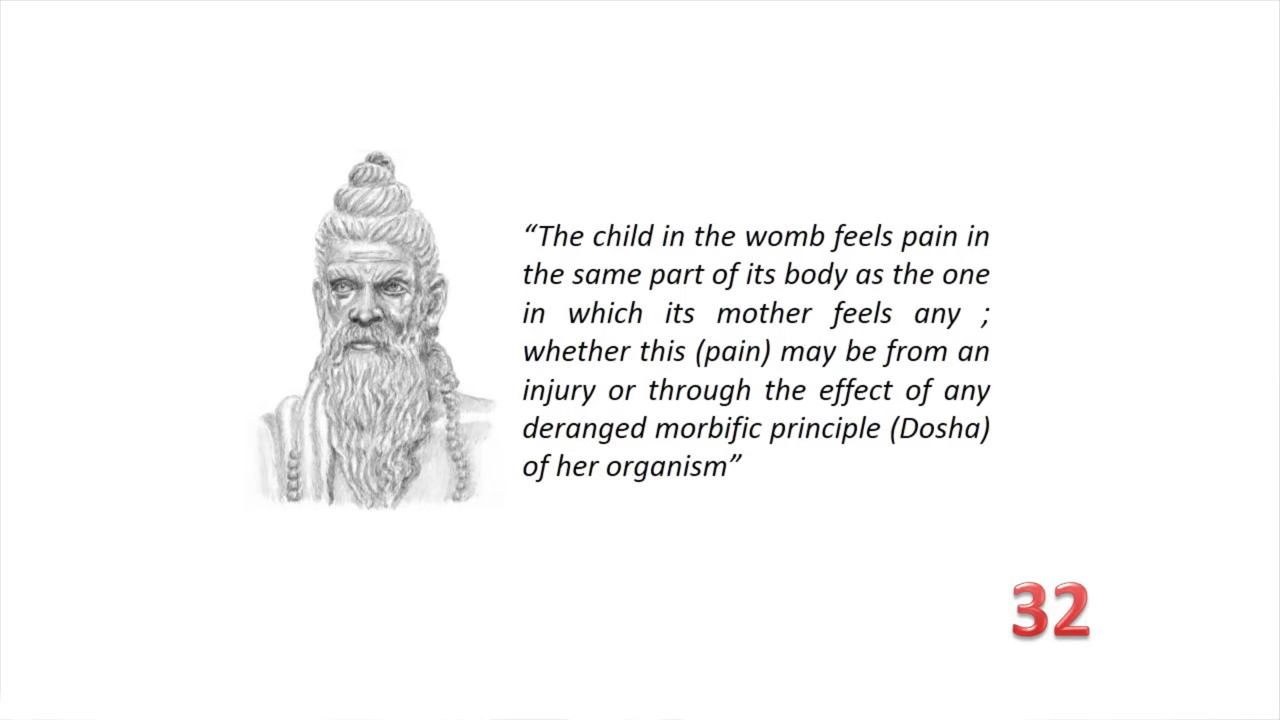 “The child in the womb feels pain in
the same part of its body as the one
in which its mother feels any ;
whether this (pain) may be from an
injury or through the effect of any
deranged morbific principle (Dosha)
of her organism”
32